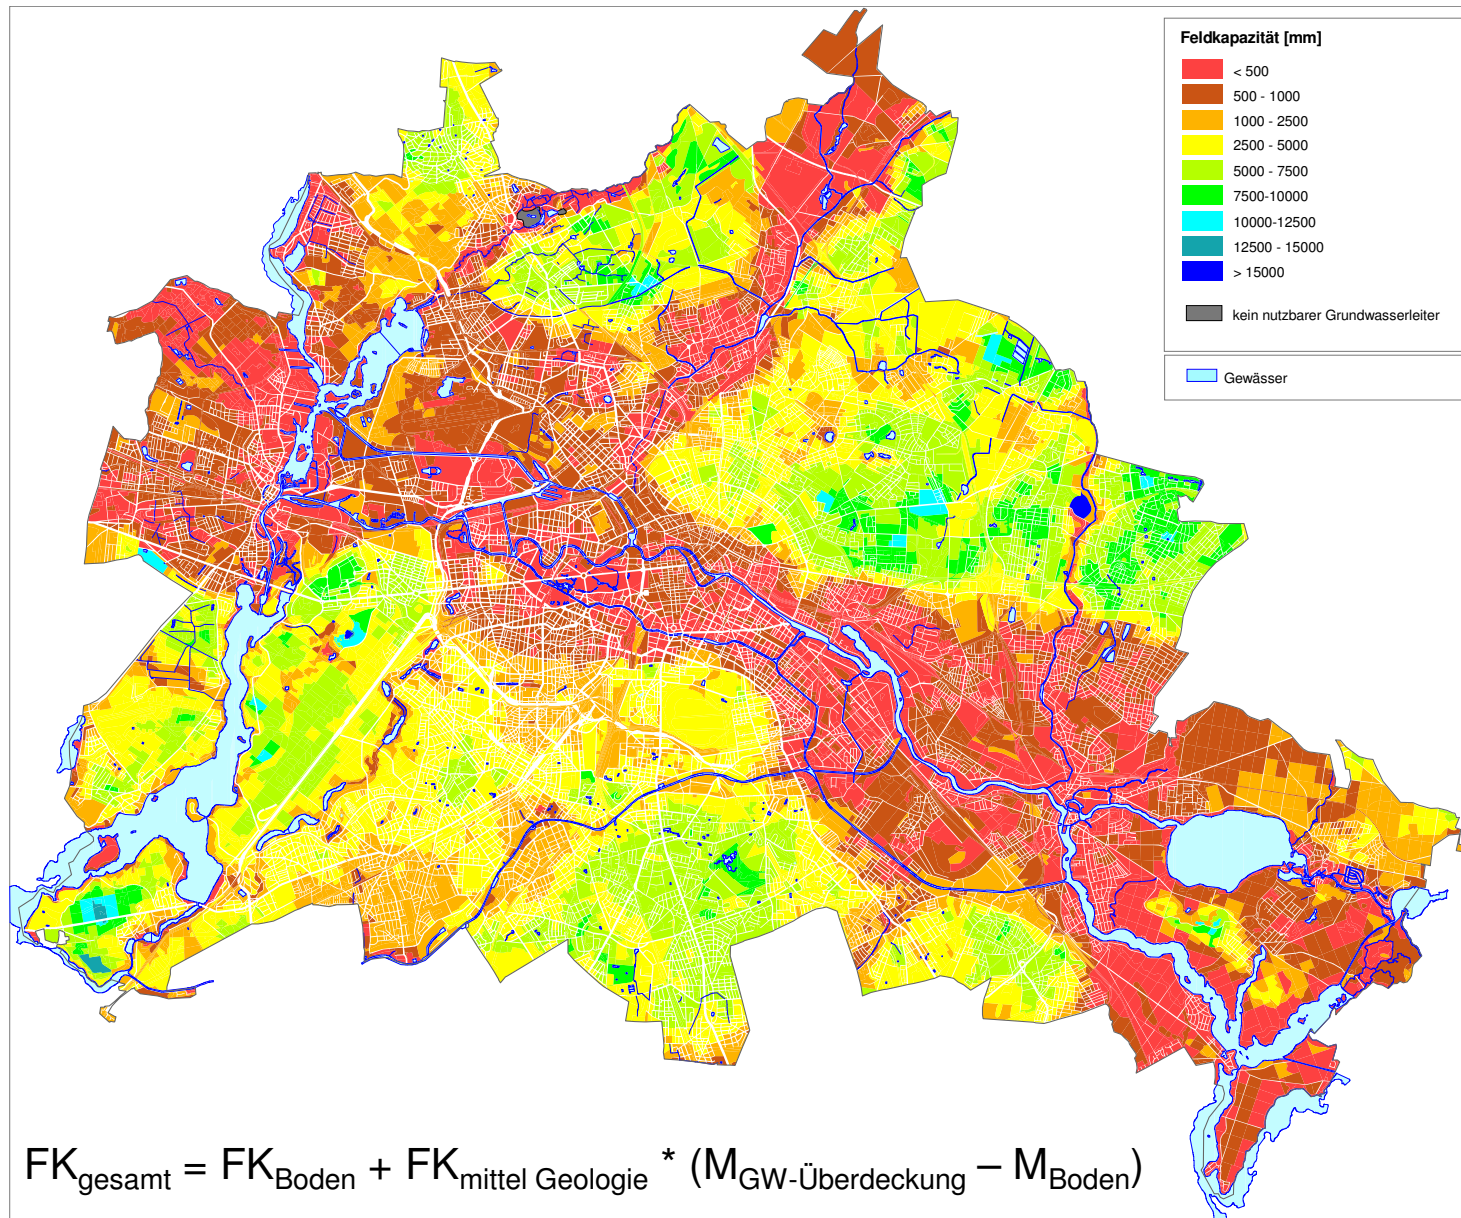 Feldkapazität [mm]
< 500
500 - 1000
1000 - 2500
2500 - 5000
5000 - 7500
7500-10000
10000-12500
12500 - 15000
> 15000
kein nutzbarer Grundwasserleiter
Gewässer
FKgesamt = FKBoden + FKmittel Geologie * (MGW-Überdeckung – MBoden)